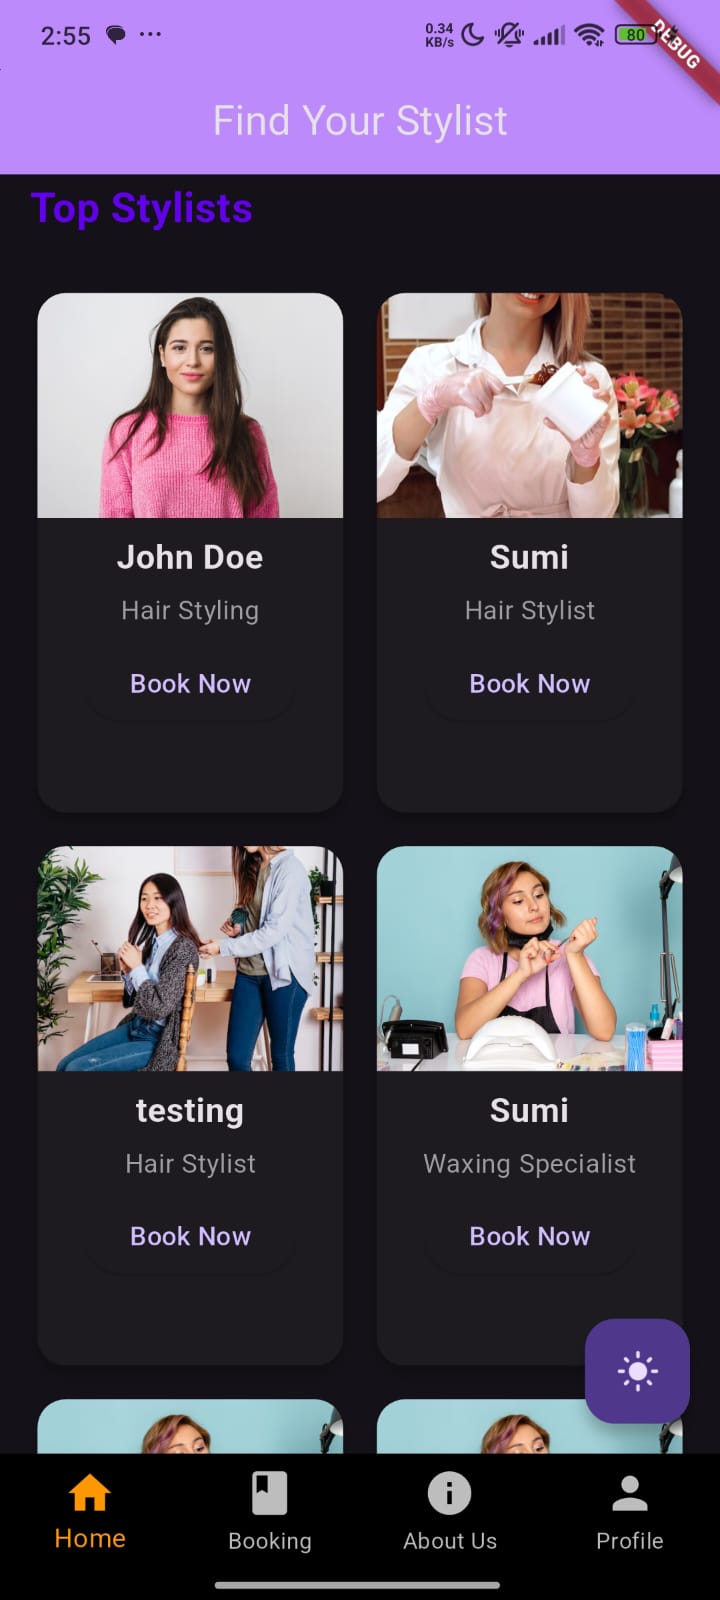 2:55
0.34
KB/s
80
DEBUG
Find Your Stylist
Top Stylists
John Doe
Sumi
Hair Styling
Hair Stylist
Book Now
Book Now
testing
Sumi
Hair Stylist
Waxing Specialist
Book Now
Book Now
Home
Booking
About Us
Profile